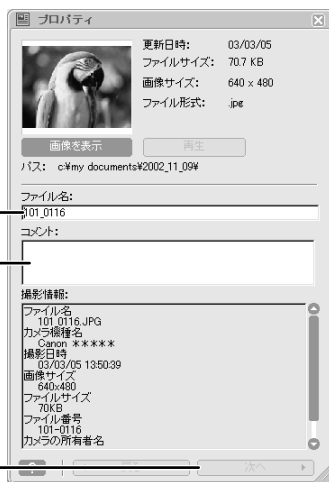 プロパティ
更新日時: 03/03/05
ファイルサイズ: 70.7 KB
画像サイズ: 640 x 480
ファイル形式: .jpg
画像を表示 再生
パス: c:¥my documents¥2002_11_09¥
ファイル名:
101_0116
コメント:
撮影情報:
ファイル名
101_0116.JPG
カメラ機種名
Canon ＊＊＊＊＊
撮影日時
03/03/05 13:50:39
画像サイズ
640x480
ファイルサイズ
70KB
ファイル番号
101-0116
カメラの所有者名
次へ